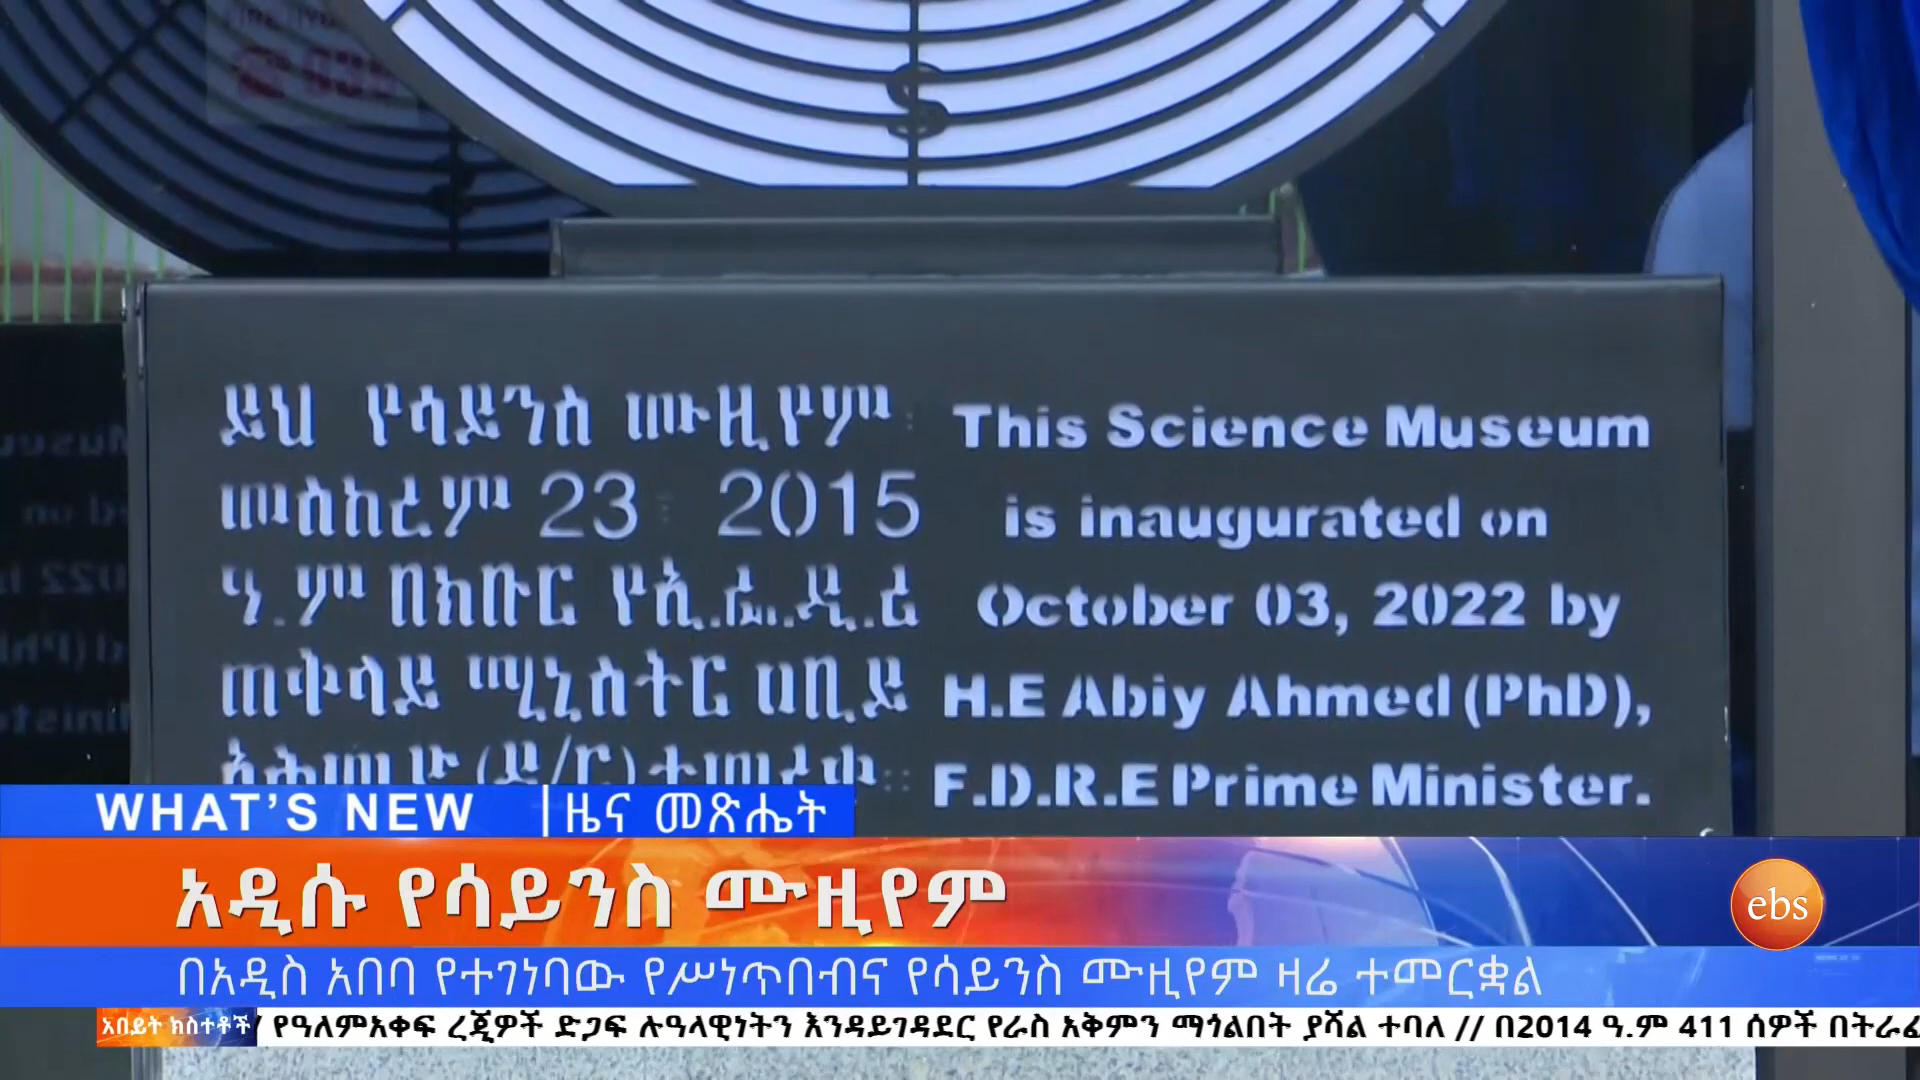 ይህ የሳይንስ ሙዚየም
መስከረም 23 2015
ዓ.ም በክቡር የኢ.ፌ.ዲ.ሪ
ጠቅላይ ሚኒስትር ዐቢይ
አሕመድ (ዶ/ር) ተመረቀ
This Science Museum
is inaugurated on
October 03, 2022 by
H.E Abiy Ahmed (PhD),
F.D.R.E Prime Minister.
WHAT'S NEW |ዜና መጽሔት
አዲሱ የሳይንስ ሙዚየም
ebs
በአዲስ አበባ የተገነባው የሥነጥበብና የሳይንስ ሙዚየም ዛሬ ተመርቋል
አበይት ክስተቶች
የዓለምአቀፍ ረጂዎች ድጋፍ ሉዓላዊነትን እንዳይገዳደር የራስ አቅምን ማጎልበት ያሻል ተባለ // በ2014 ዓ.ም 411 ሰዎች በትራፊ